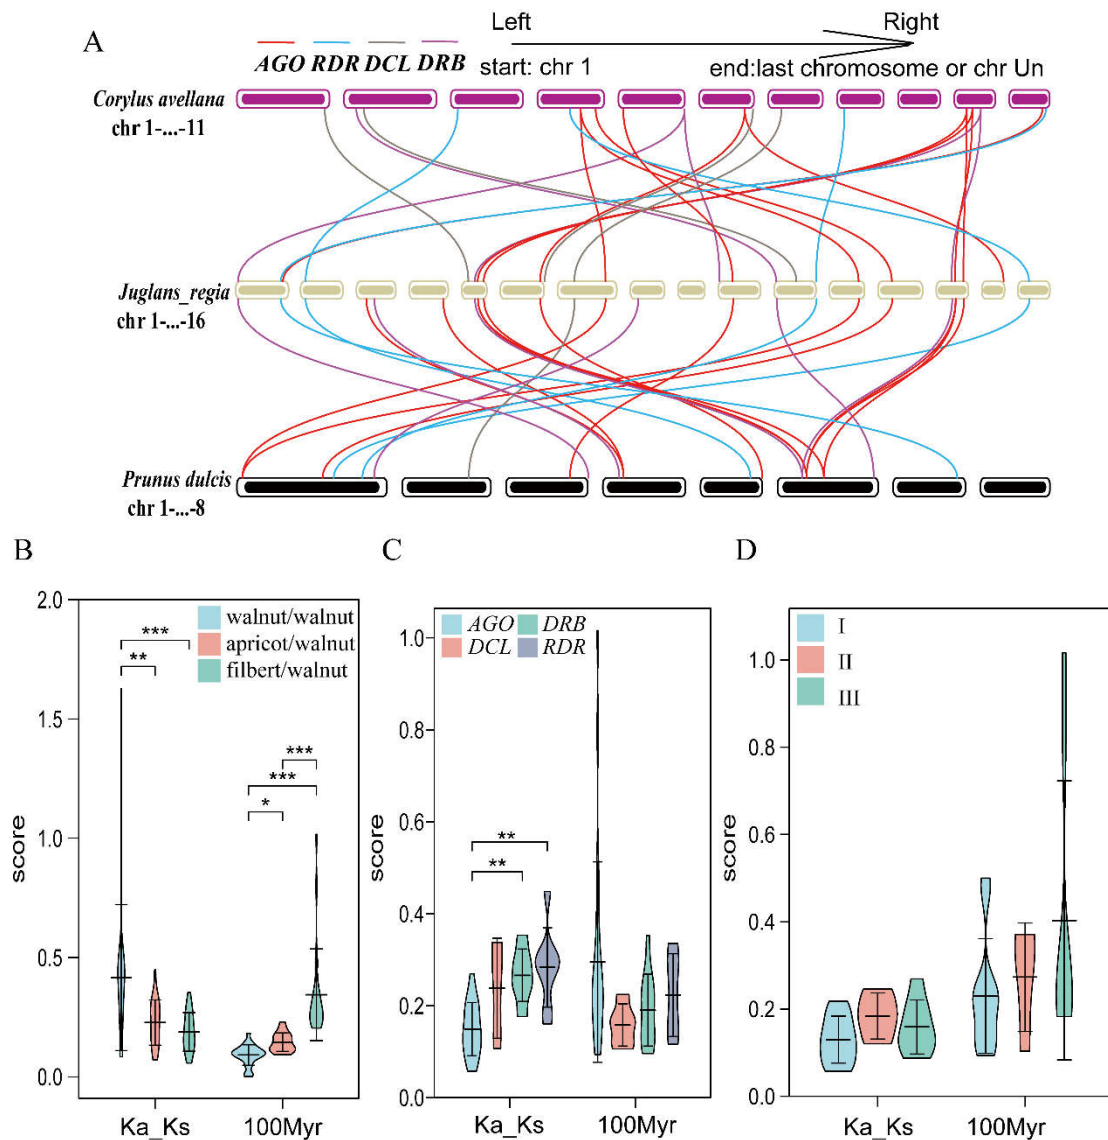 A
Left
Right
AGO RDR DCL DRB
start: chr 1
end:last chromosome or chr Un
Corylus avellana
chr 1-...-11
Juglans_regia
chr 1-...-16
Prunus dulcis
chr 1-...-8
B
2.0
1.5
1.0
0.5
0.0
score
walnut/walnut
apricot/walnut
filbert/walnut
***
**
***
***
*
Ka_Ks
100Myr
C
1.0
0.8
0.6
0.4
0.2
0.0
score
AGO
DRB
DCL
RDR
**
**
Ka_Ks
100Myr
D
1.0
0.8
0.6
0.4
0.2
0.0
score
I
II
III
Ka_Ks
100Myr